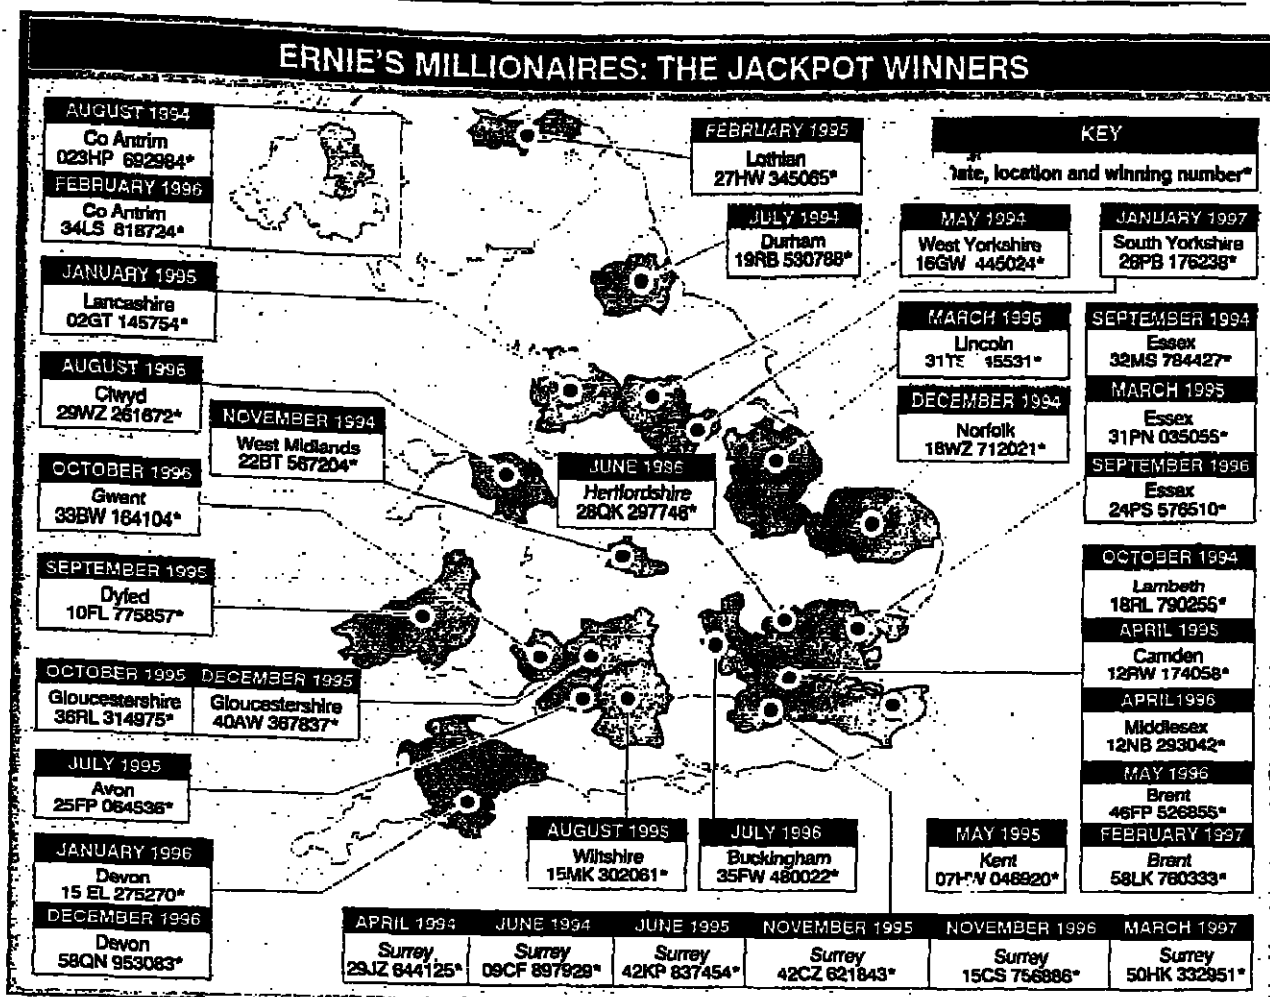 ERNIE'S MILLIONAIRES: THE JACKPOT WINNERS
AUGUST 1994
Co Antrim
023HP 692984*
FEBRUARY 1996
Co Antrim
34LS 818724*
JANUARY 1995
Lancashire
02GT 145754*
AUGUST 1996
Clwyd
29WZ 261672*
NOVEMBER 1994
West Midlands
22BT 567204*
OCTOBER 1996
Gwent
33BW 164104*
SEPTEMBER 1995
Dyfed
10FL 775857*
OCTOBER 1995
Gloucestershire
36RL 314975*
DECEMBER 1995
Gloucestershire
40AW 367837*
JULY 1995
Avon
25FP 064536*
JANUARY 1996
Devon
15 EL 275270*
DECEMBER 1996
Devon
58QN 953083*
FEBRUARY 1995
Lothian
27HW 345065*
KEY
location and winning number*
JULY 1994
Durham
19RB 530788*
MAY 1994
West Yorkshire
16GW 445024*
JANUARY 1997
South Yorkshire
26PB 176238*
MARCH 1996
Lincoln
DECEMBER 1994
Norfolk
18WZ 712021*
SEPTEMBER 1994
Essex
32MS 784427*
MARCH 1995
Essex
31PN 035055*
SEPTEMBER 1996
Essex
24PS 576510*
JUNE 1996
Hertfordshire
28QK 297746*
OCTOBER 1994
Lambeth
18RL 790255*
APRIL 1995
Camden
12RW 174058*
APRIL 1996
Middlesex
12NB 293042*
MAY 1996
Brent
46FP 526855*
FEBRUARY 1997
Brent
58LK 760333*
AUGUST 1995
Wiltshire
15MK 302061*
JULY 1996
Buckingham
35FW 480022*
MAY 1995
Kent
07HW 046920*
APRIL 1994
Surrey
29JZ 644125*
JUNE 1994
Surrey
09CF 897929*
JUNE 1995
Surrey
42KP 837454*
NOVEMBER 1995
Surrey
42CZ 621843*
NOVEMBER 1996
Surrey
15CS 756886*
MARCH 1997
Surrey
50HK 332951*